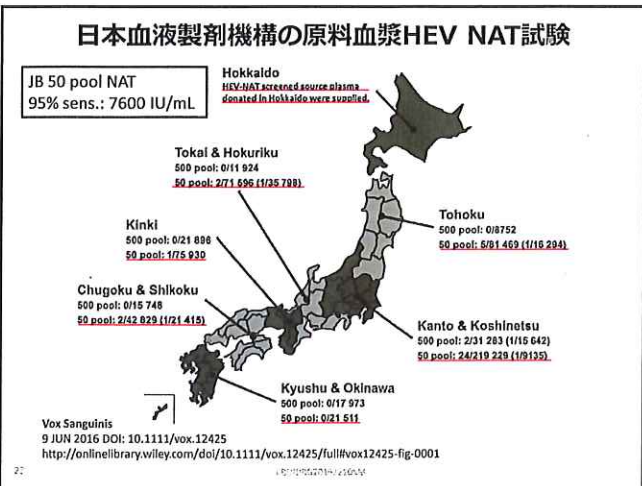 日本血液製剤機構の原料血漿HEV NAT試験
JB 50 pool NAT
95% sens.: 7600 IU/mL
Hokkaido
HEV-NAT screened source plasma
donated in Hokkaido were supplied.
Tokai & Hokuriku
500 pool: 0/11 924
50 pool: 2/71 596 (1/35 798)
Tohoku
500 pool: 0/8752
50 pool: 5/81 469 (1/16 294)
Kinki
500 pool: 0/21 896
50 pool: 1/75 930
Chugoku & Shikoku
500 pool: 0/15 748
50 pool: 2/42 829 (1/21 415)
Kanto & Koshinetsu
500 pool: 2/31 283 (1/15 642)
50 pool: 24/219 229 (1/9135)
Kyushu & Okinawa
500 pool: 0/17 973
50 pool: 0/21 511
Vox Sanguinis
9 JUN 2016 DOI: 10.1111/vox.12425
http://onlinelibrary.wiley.com/doi/10.1111/vox.12425/full#vox12425-fig-0001